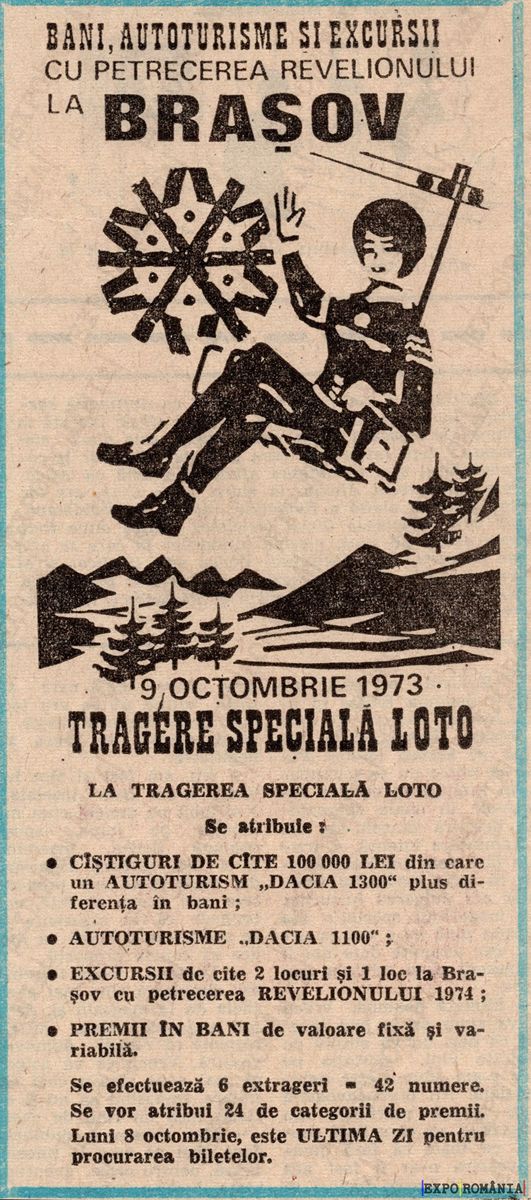 BANI, AUTOTURISME SI EXCURSII
CU PETRECEREA REVELIONULUI
LA BRAȘOV
9 OCTOMBRIE 1973
TRAGERE SPECIALĂ LOTO
LA TRAGEREA SPECIALĂ LOTO
Se atribuie :
• CÎȘTIGURI DE CÎTE 100 000 LEI din care
un AUTOTURISM „DACIA 1300“ plus di-
ferența în bani ;
• AUTOTURISME „DACIA 1100“ ;
• EXCURSII de cite 2 locuri și 1 loc la Bra-
șov cu petrecerea REVELIONULUI 1974 ;
• PREMII ÎN BANI de valoare fixă și va-
riabilă.
Se efectuează 6 extrageri = 42 numere.
Se vor atribui 24 de categorii de premii.
Luni 8 octombrie, este ULTIMA ZI pentru
procurarea biletelor.
EXPO ROMÂNIA